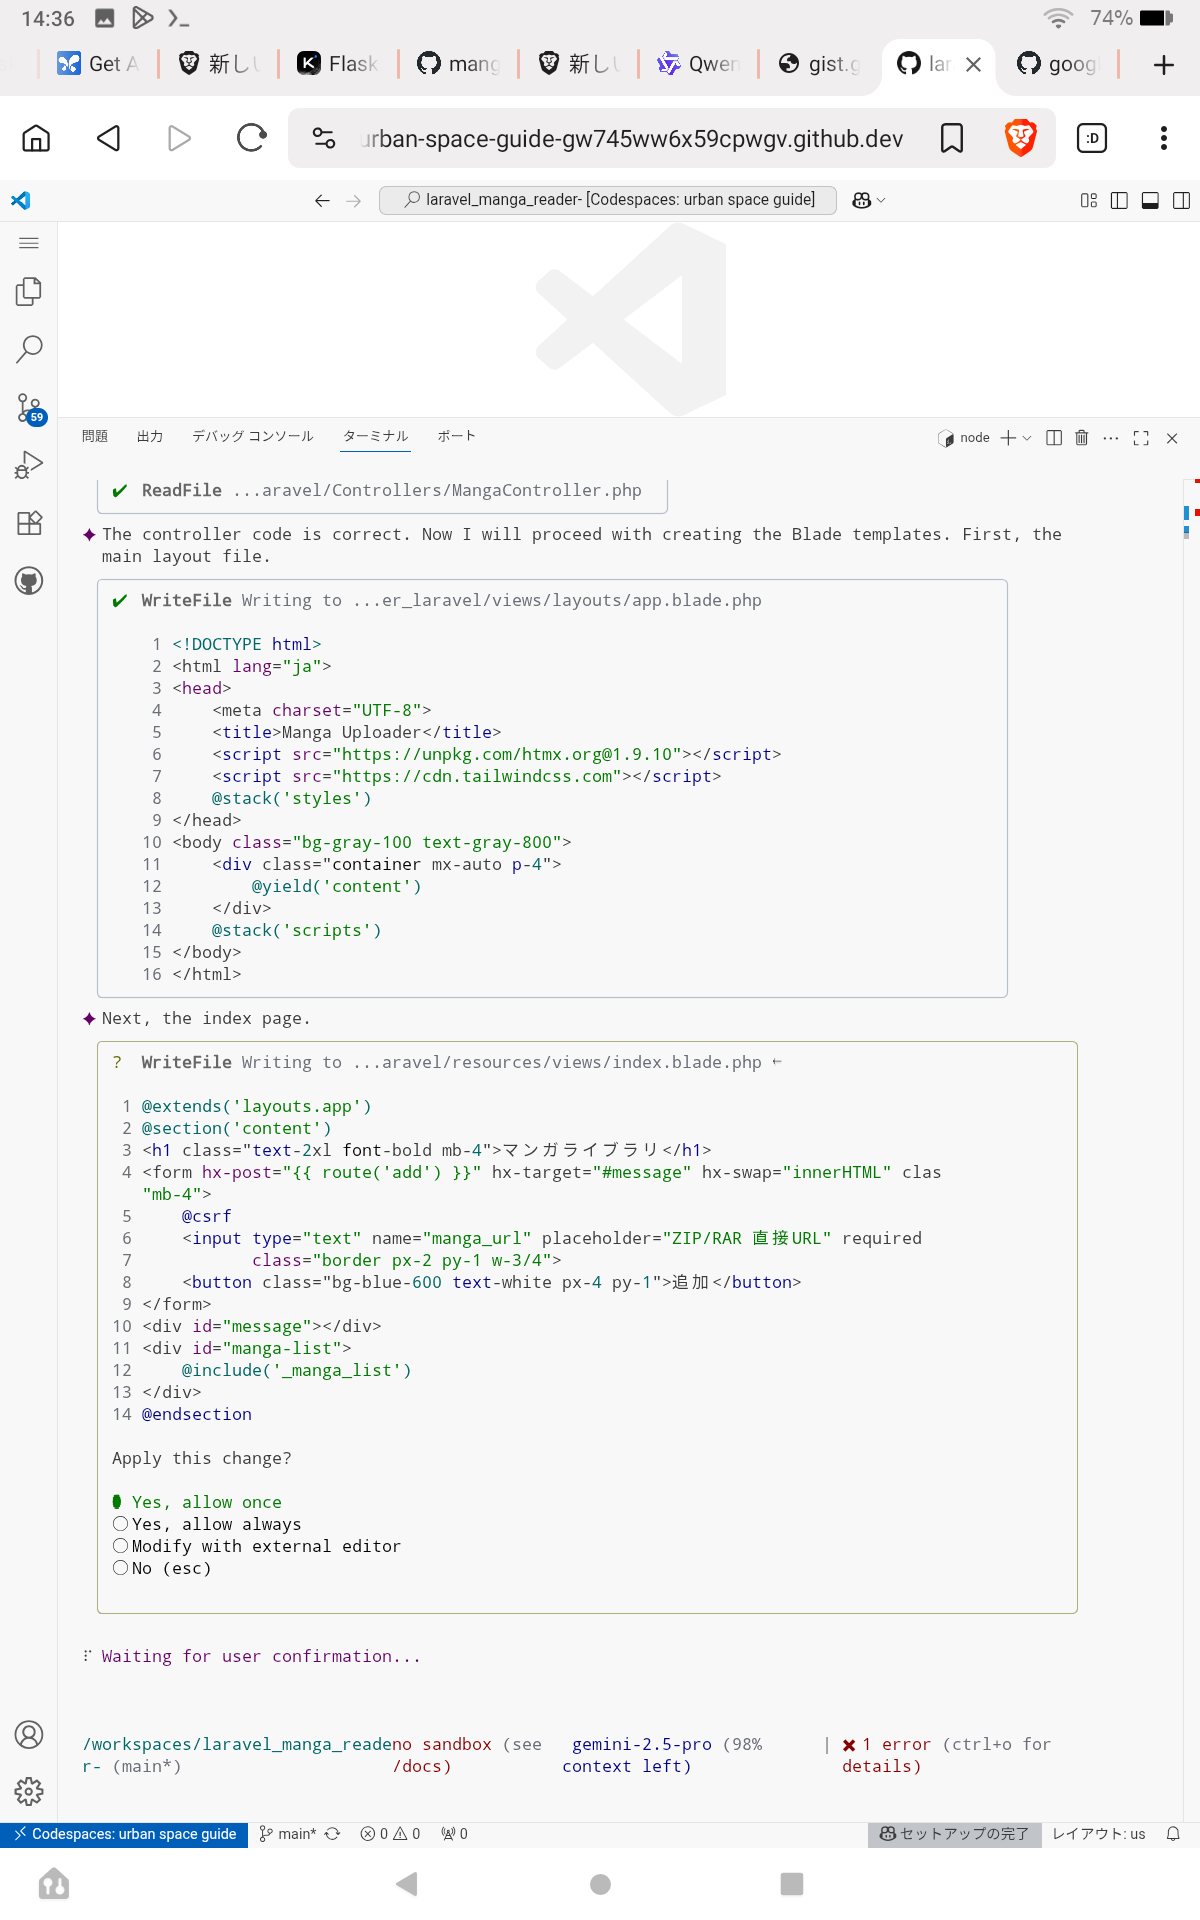 14:36
74%
Get A
新しい
Flask
mang
新しい
Qwen
gist.g
lar
goog
urban-space-guide-gw745ww6x59cpwgv.github.dev
:D
laravel_manga_reader- [Codespaces: urban space guide]
59
問題 出力 デバッグ コンソール ターミナル ポート
node
✔ ReadFile ...aravel/Controllers/MangaController.php
✦ The controller code is correct. Now I will proceed with creating the Blade templates. First, the
main layout file.
✔ WriteFile Writing to ...er_laravel/views/layouts/app.blade.php
1 <!DOCTYPE html>
2 <html lang="ja">
3 <head>
4     <meta charset="UTF-8">
5     <title>Manga Uploader</title>
6     <script src="https://unpkg.com/htmx.org@1.9.10"></script>
7     <script src="https://cdn.tailwindcss.com"></script>
8     @stack('styles')
9 </head>
10 <body class="bg-gray-100 text-gray-800">
11     <div class="container mx-auto p-4">
12         @yield('content')
13     </div>
14     @stack('scripts')
15 </body>
16 </html>
✦ Next, the index page.
? WriteFile Writing to ...aravel/resources/views/index.blade.php ←
1 @extends('layouts.app')
2 @section('content')
3 <h1 class="text-2xl font-bold mb-4">マンガライブラリ</h1>
4 <form hx-post="{{ route('add') }}" hx-target="#message" hx-swap="innerHTML" clas
"mb-4">
5     @csrf
6     <input type="text" name="manga_url" placeholder="ZIP/RAR 直接URL" required
7            class="border px-2 py-1 w-3/4">
8     <button class="bg-blue-600 text-white px-4 py-1">追加</button>
9 </form>
10 <div id="message"></div>
11 <div id="manga-list">
12     @include('_manga_list')
13 </div>
14 @endsection
Apply this change?
Yes, allow once
Yes, allow always
Modify with external editor
No (esc)
Waiting for user confirmation...
/workspaces/laravel_manga_readeno sandbox (see   gemini-2.5-pro (98%   | ✖ 1 error (ctrl+o for
r- (main*)   /docs)   context left)   details)
Codespaces: urban space guide main* 0 0 0 セットアップの完了 レイアウト: us